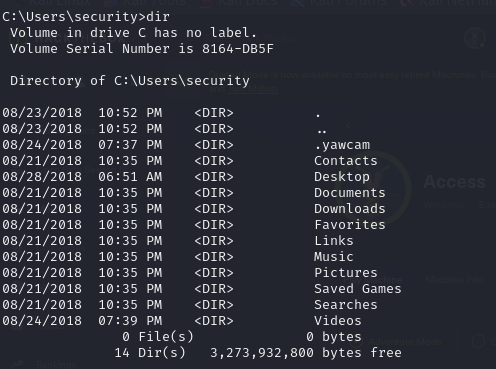 C:\Users\security>dir
 Volume in drive C has no label.
 Volume Serial Number is 8164-DB5F

 Directory of C:\Users\security

08/23/2018  10:52 PM    <DIR>          .
08/23/2018  10:52 PM    <DIR>          ..
08/24/2018  07:37 PM    <DIR>          .yawcam
08/21/2018  10:35 PM    <DIR>          Contacts
08/28/2018  06:51 AM    <DIR>          Desktop
08/21/2018  10:35 PM    <DIR>          Documents
08/21/2018  10:35 PM    <DIR>          Downloads
08/21/2018  10:35 PM    <DIR>          Favorites
08/21/2018  10:35 PM    <DIR>          Links
08/21/2018  10:35 PM    <DIR>          Music
08/21/2018  10:35 PM    <DIR>          Pictures
08/21/2018  10:35 PM    <DIR>          Saved Games
08/21/2018  10:35 PM    <DIR>          Searches
08/24/2018  07:39 PM    <DIR>          Videos
               0 File(s)              0 bytes
              14 Dir(s)   3,273,932,800 bytes free
Access